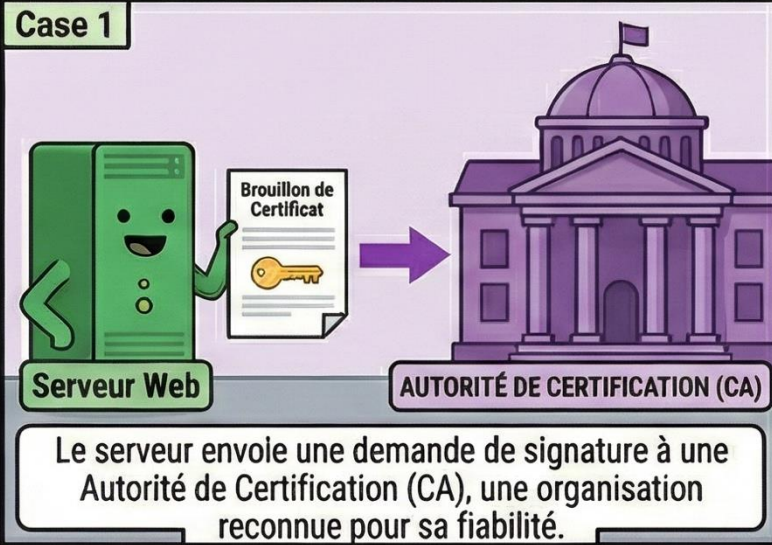 Case 1
Brouillon de
Certificat
Serveur Web
AUTORITÉ DE CERTIFICATION (CA)
Le serveur envoie une demande de signature à une
Autorité de Certification (CA), une organisation
reconnue pour sa fiabilité.